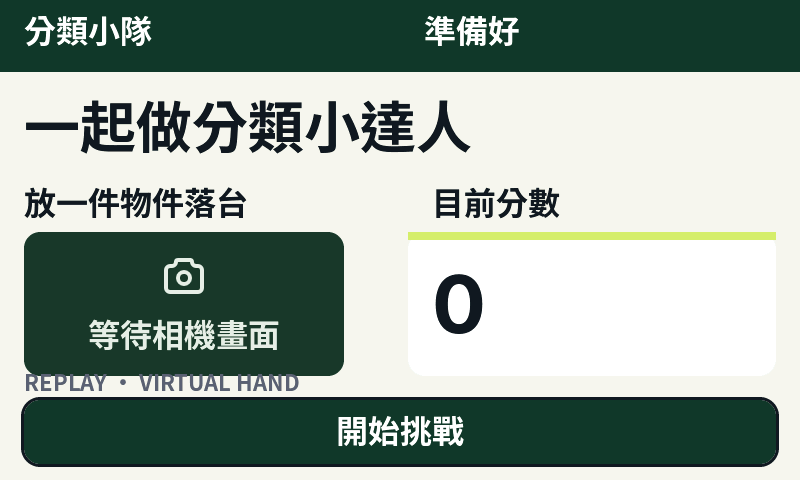 分類小隊
準備好
一起做分類小達人
放一件物件落台
目前分數
等待相機畫面
0
REPLAY • VIRTUAL HAND
開始挑戰